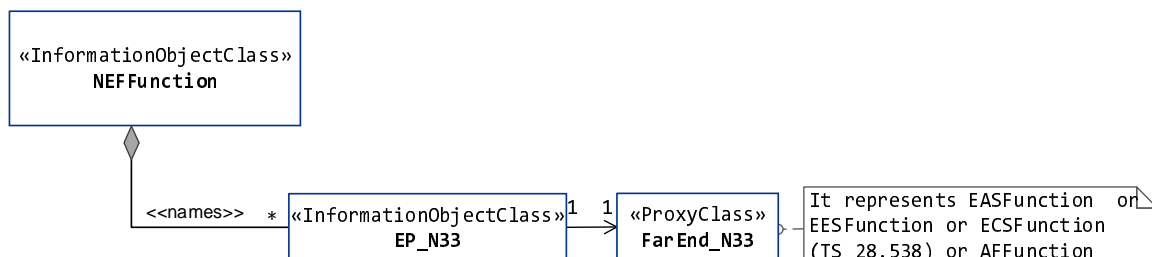 «InformationObjectClass»
NEFFunction
<<names>>
*
«InformationObjectClass»
EP_N33
1
1
«ProxyClass»
FarEnd_N33
It represents EASFunction or
EESFunction or ECSFunction
(TS 28.538) or AFFunction